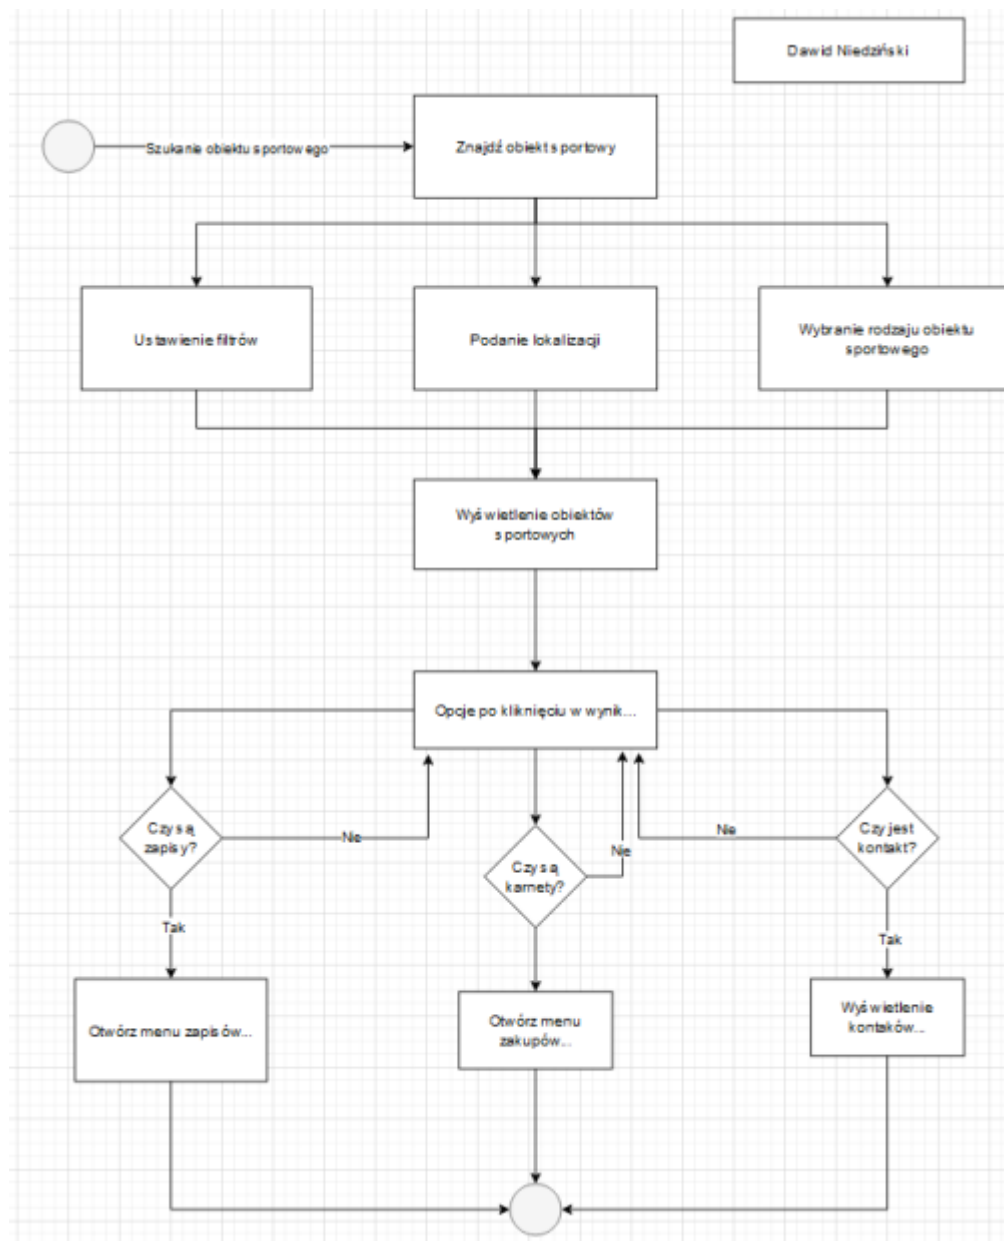 Dawid Niedziński
Szukanie obiektu sportowego
Znajdź obiekt sportowy
Ustawienie filtrów
Podanie lokalizacji
Wybranie rodzaju obiektu
sportowego
Wyświetlenie obiektów
sportowych
Opcje po kliknięciu w wynik...
Czy są
zapisy?
Nie
Czy są
karnety?
Nie
Nie
Czy jest
kontakt?
Tak
Tak
Otwórz menu zapisów...
Otwórz menu
zakupów...
Wyświetlenie
kontaków...